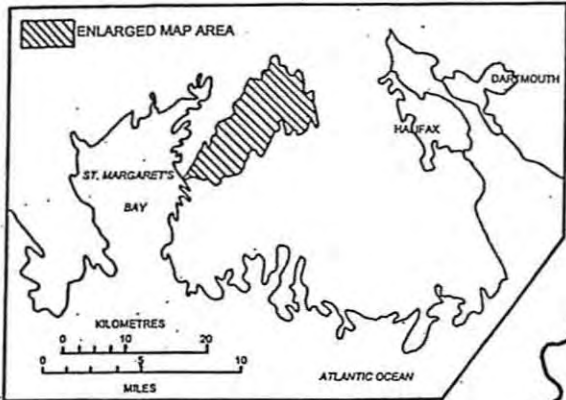 ENLARGED MAP AREA
DARTMOUTH
HALIFAX
ST. MARGARET'S
BAY
KILOMETRES
0 10 20
0 5 10
MILES
ATLANTIC OCEAN